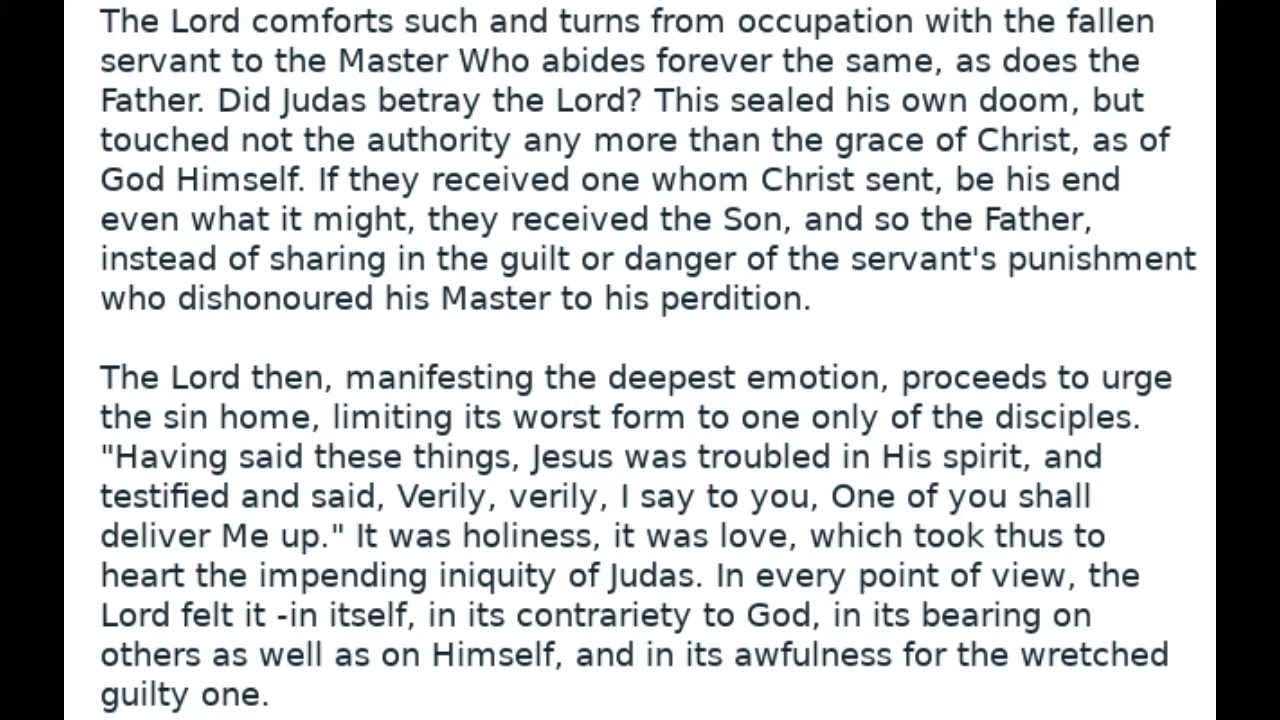 The Lord comforts such and turns from occupation with the fallen
servant to the Master Who abides forever the same, as does the
Father. Did Judas betray the Lord? This sealed his own doom, but
touched not the authority any more than the grace of Christ, as of
God Himself. If they received one whom Christ sent, be his end
even what it might, they received the Son, and so the Father,
instead of sharing in the guilt or danger of the servant's punishment
who dishonoured his Master to his perdition.
The Lord then, manifesting the deepest emotion, proceeds to urge
the sin home, limiting its worst form to one only of the disciples.
"Having said these things, Jesus was troubled in His spirit, and
testified and said, Verily, verily, I say to you, One of you shall
deliver Me up." It was holiness, it was love, which took thus to
heart the impending iniquity of Judas. In every point of view, the
Lord felt it -in itself, in its contrariety to God, in its bearing on
others as well as on Himself, and in its awfulness for the wretched
guilty one.